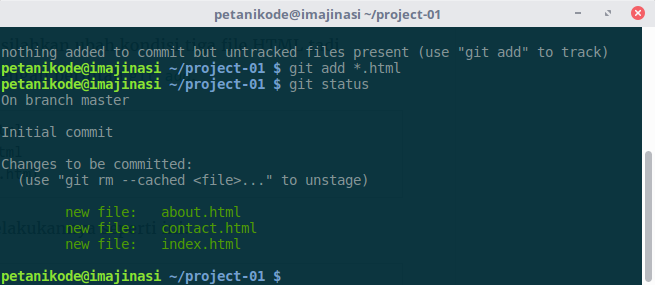 petanikode@imajinasi ~/project-01
nothing added to commit but untracked files present (use "git add" to track)
petanikode@imajinasi ~/project-01 $ git add *.html
petanikode@imajinasi ~/project-01 $ git status
On branch master
Initial commit
Changes to be committed:
(use "git rm --cached <file>..." to unstage)
new file: about.html
new file: contact.html
new file: index.html
petanikode@imajinasi ~/project-01 $